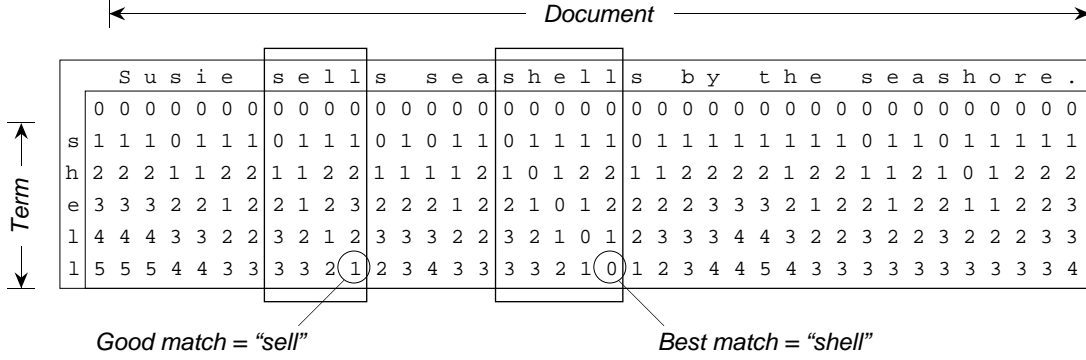 Document
S u s i e s e l l s s e a s h e l l s b y t h e s e a s h o r e .
0 0 0 0 0 0 0 0 0 0 0 0 0 0 0 0 0 0 0 0 0 0 0 0 0 0 0 0 0 0 0 0 0 0 0 0 0 0 0
s 1 1 1 0 1 1 1 0 1 1 1 0 1 0 1 1 0 1 1 1 1 0 1 1 1 1 1 1 1 1 0 1 1 0 1 1 1 1 1
h 2 2 2 1 1 2 2 1 1 2 2 1 1 1 1 2 1 0 1 2 2 1 1 2 2 2 2 1 2 2 1 1 2 1 0 1 2 2 2
e 3 3 3 2 2 1 2 2 1 2 3 2 2 2 1 2 2 1 0 1 2 2 2 2 3 3 3 2 1 2 2 1 2 2 1 1 2 2 3
l 4 4 4 3 3 2 2 3 2 1 2 3 3 3 2 2 3 2 1 0 1 2 3 3 3 4 4 3 2 2 3 2 2 3 2 2 2 3 3
l 5 5 5 4 4 3 3 3 3 2 1 2 3 4 3 3 3 3 2 1 0 1 2 3 4 4 5 4 3 3 3 3 3 3 3 3 3 3 4
Term
Good match = “sell”
Best match = “shell”